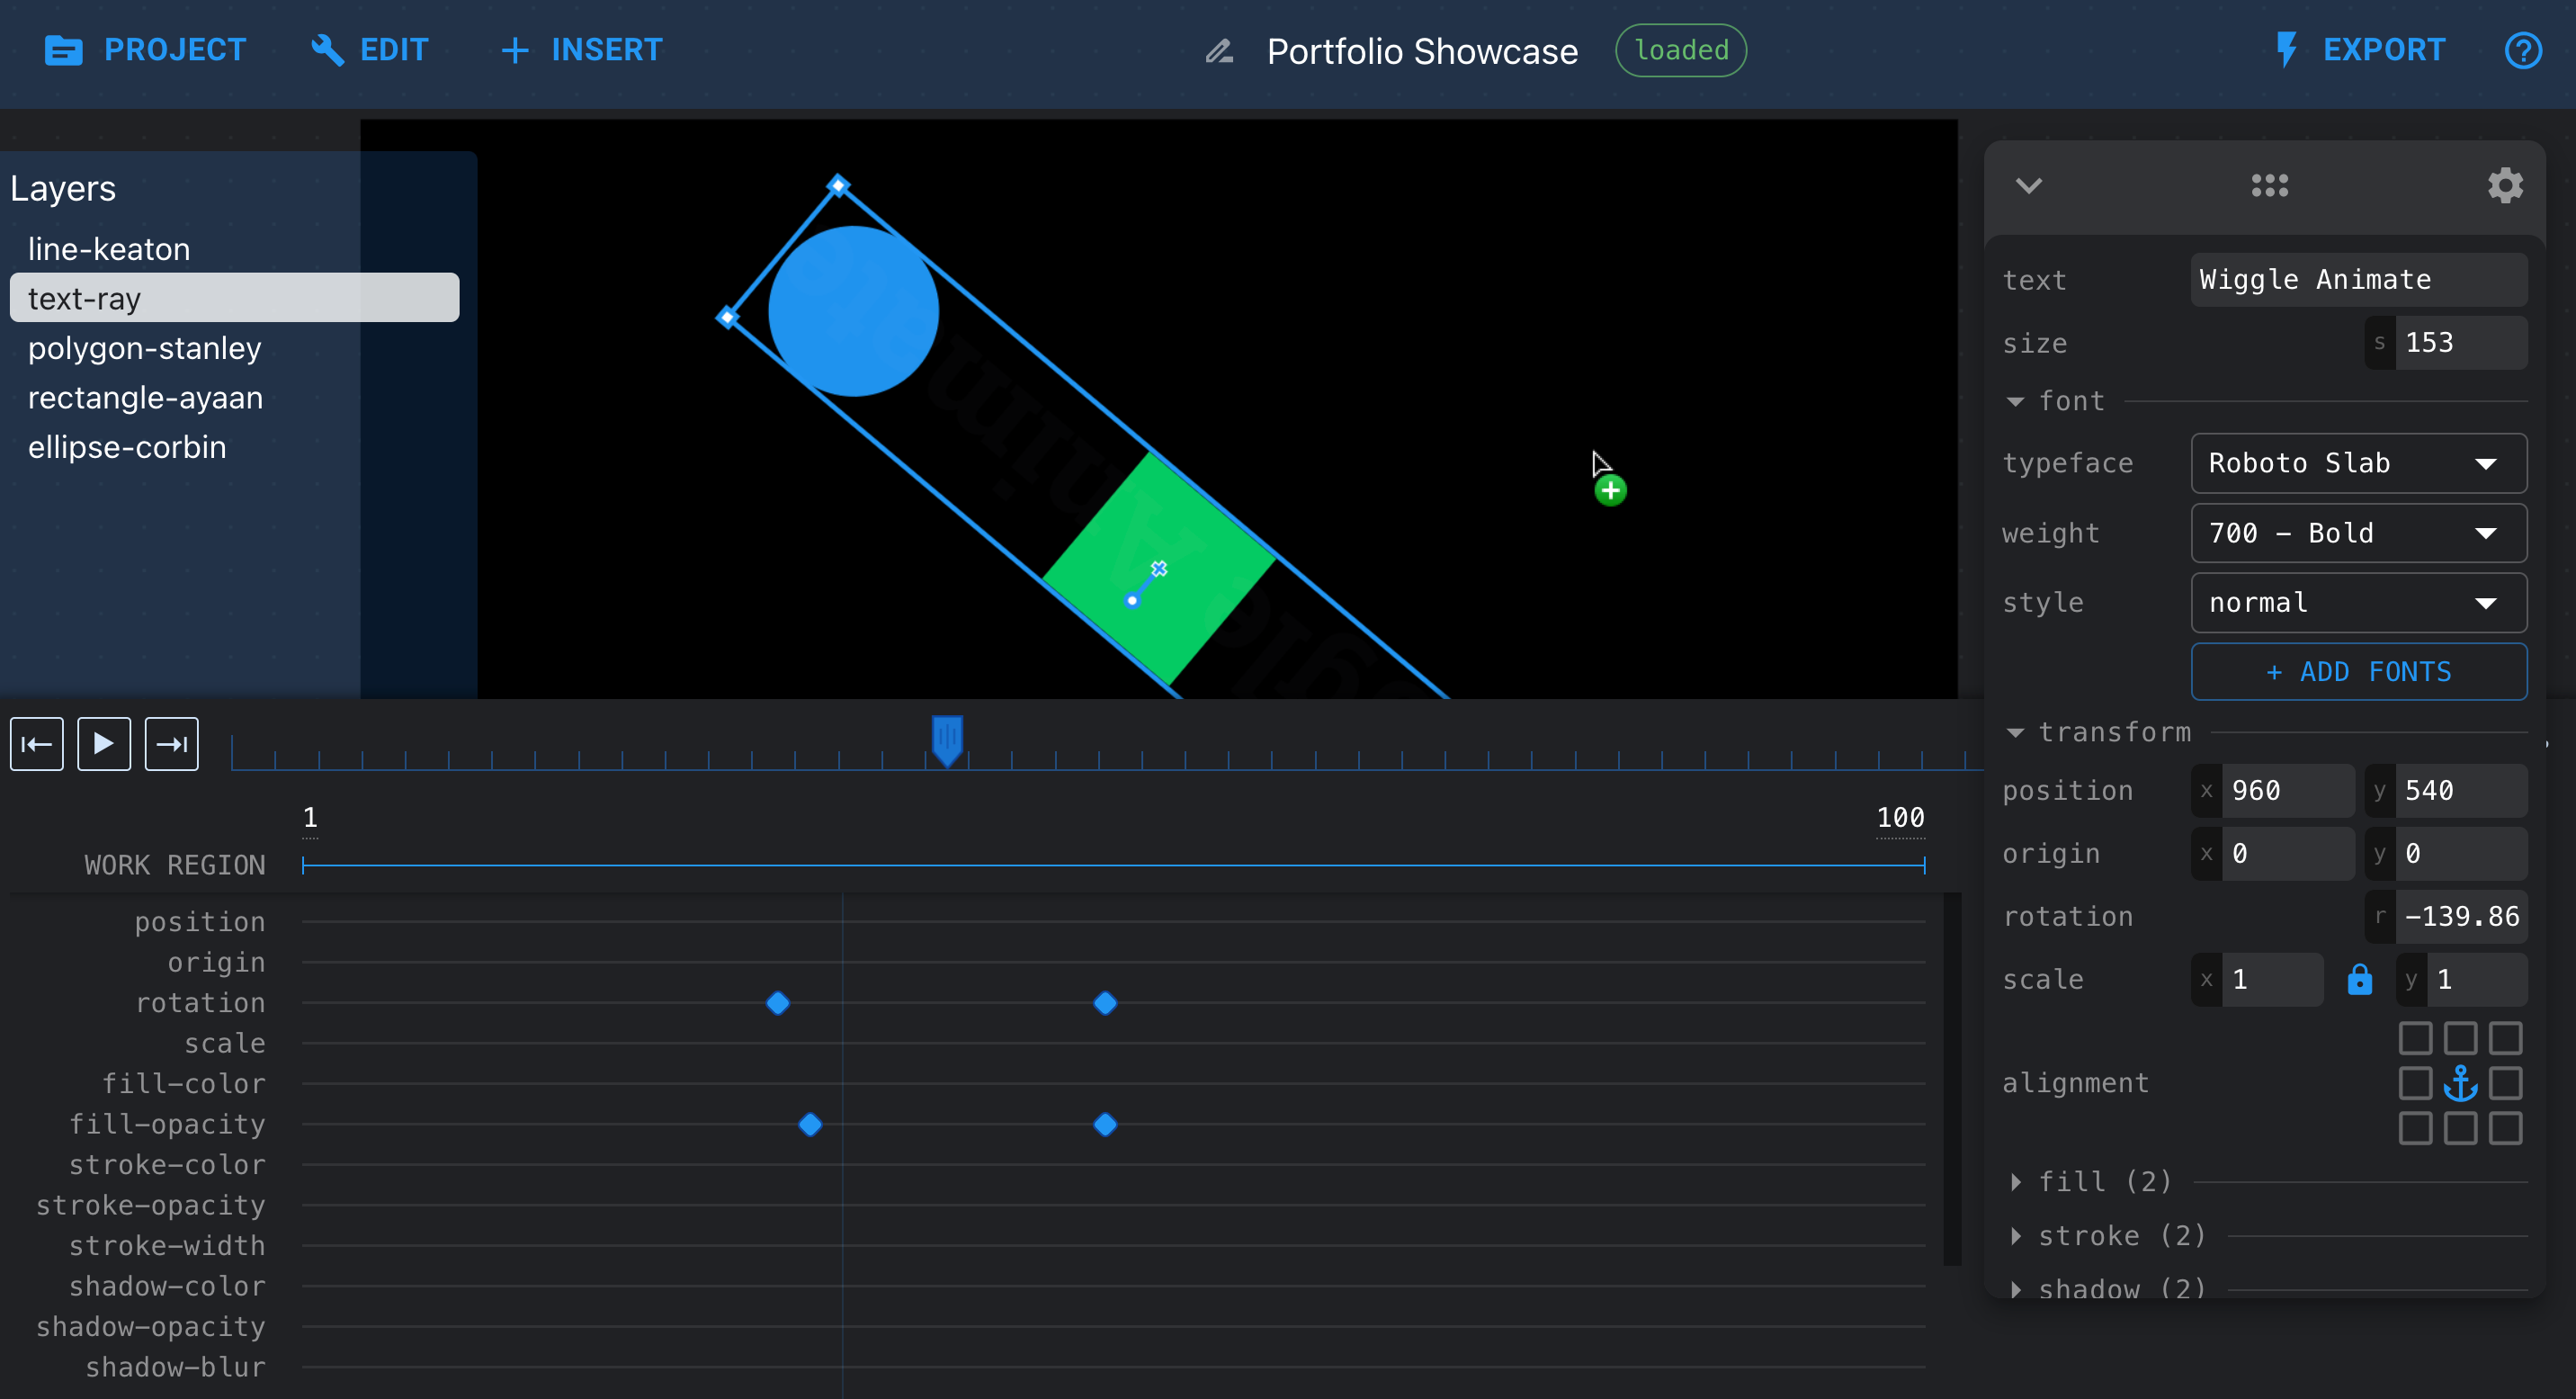 PROJECT EDIT INSERT Portfolio Showcase loaded EXPORT
Layers
line-keaton
text-ray
polygon-stanley
rectangle-ayaan
ellipse-corbin
text Wiggle Animate
size s 153
font
typeface Roboto Slab
weight 700 – Bold
style normal
+ ADD FONTS
transform
position x 960 y 540
origin x 0 y 0
rotation r -139.86
scale x 1 y 1
alignment
fill (2)
stroke (2)
shadow (2)
1 100
WORK REGION
position
origin
rotation
scale
fill-color
fill-opacity
stroke-color
stroke-opacity
stroke-width
shadow-color
shadow-opacity
shadow-blur